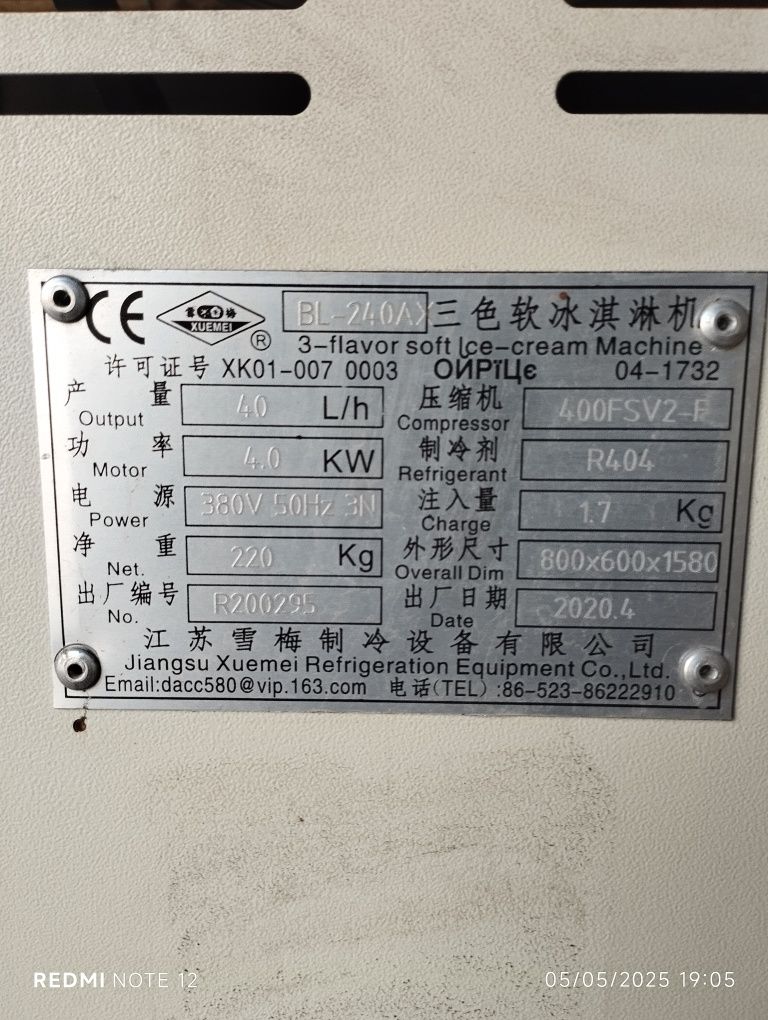 CE 雪梅 XUEMEI ® BL-240AX 三色软冰淇淋机
3-flavor soft Ice-cream Machine
许可证号 XK01-007 0003 04-1732
产量 Output 40 L/h 压缩机 Compressor 400FSV2-F
功率 Motor 4.0 KW 制冷剂 Refrigerant R404
电源 Power 380V 50Hz 3N 注入量 Charge 1.7 Kg
净重 Net. 220 Kg 外形尺寸 Overall Dim 800x600x1580
出厂编号 No. R200295 出厂日期 Date 2020.4
江苏雪梅制冷设备有限公司
Jiangsu Xuemei Refrigeration Equipment Co.,Ltd.
Email:dacc580@vip.163.com 电话(TEL):86-523-86222910
REDMI NOTE 12 05/05/2025 19:05